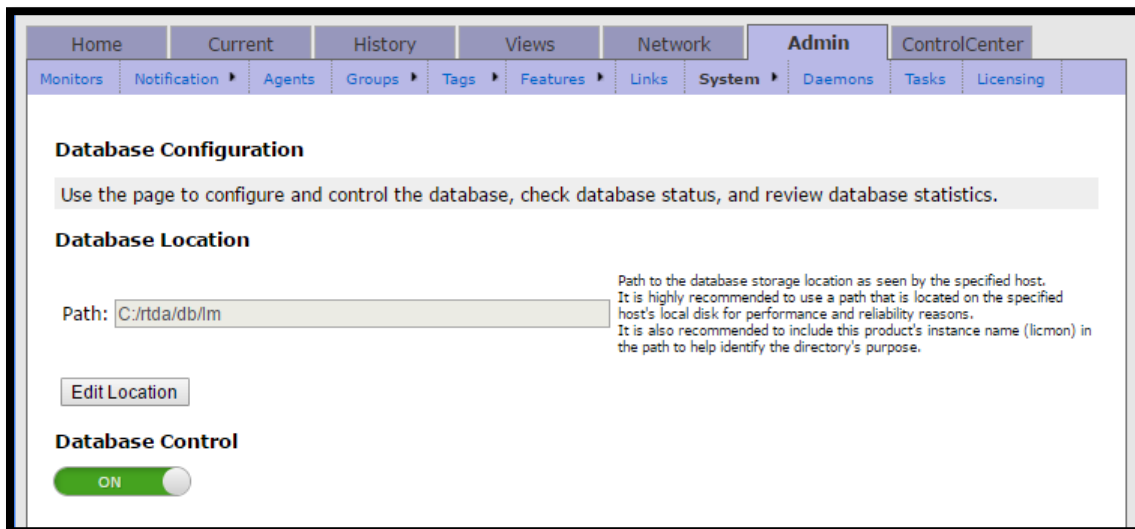 Home Current History Views Network Admin ControlCenter
Monitors Notification Agents Groups Tags Features Links System Daemons Tasks Licensing
Database Configuration
Use the page to configure and control the database, check database status, and review database statistics.
Database Location
Path: C:/rtda/db/lm
Path to the database storage location as seen by the specified host.
It is highly recommended to use a path that is located on the specified
host's local disk for performance and reliability reasons.
It is also recommended to include this product's instance name (licmon) in
the path to help identify the directory's purpose.
Edit Location
Database Control
ON